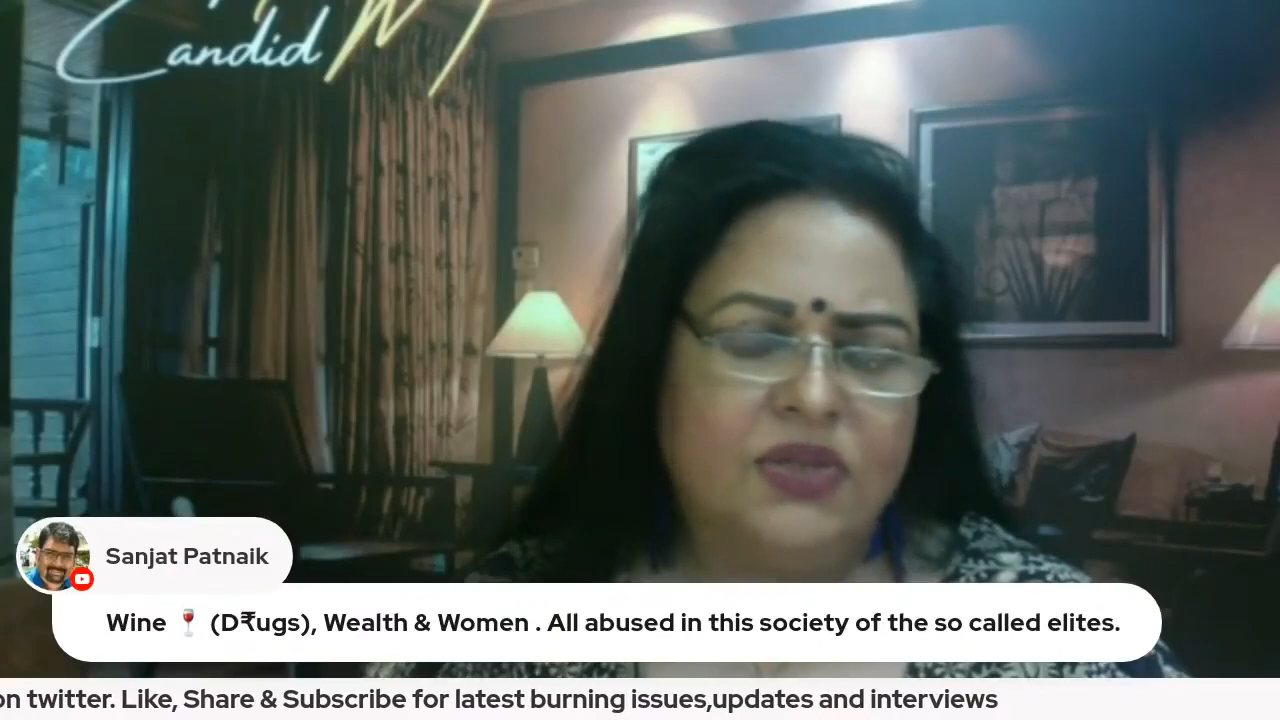 Candid
Sanjat Patnaik
Wine 🍷 (D₹ugs), Wealth & Women . All abused in this society of the so called elites.
on twitter. Like, Share & Subscribe for latest burning issues,updates and interviews